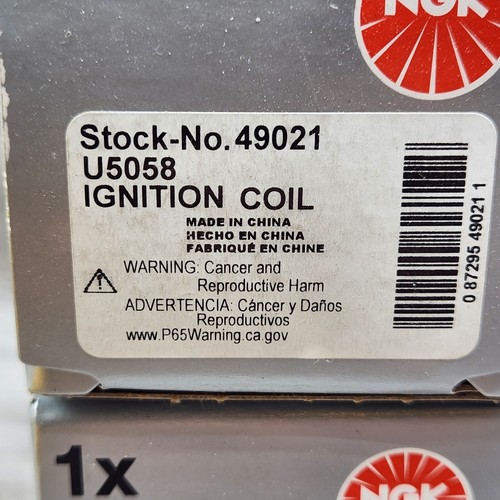 NGK
Stock-No. 49021
U5058
IGNITION COIL
MADE IN CHINA
HECHO EN CHINA
FABRIQUÉ EN CHINE
WARNING: Cancer and
Reproductive Harm
ADVERTENCIA: Cáncer y Daños
Reproductivos
www.P65Warning.ca.gov
0 87295 49021 1
1x
NGK